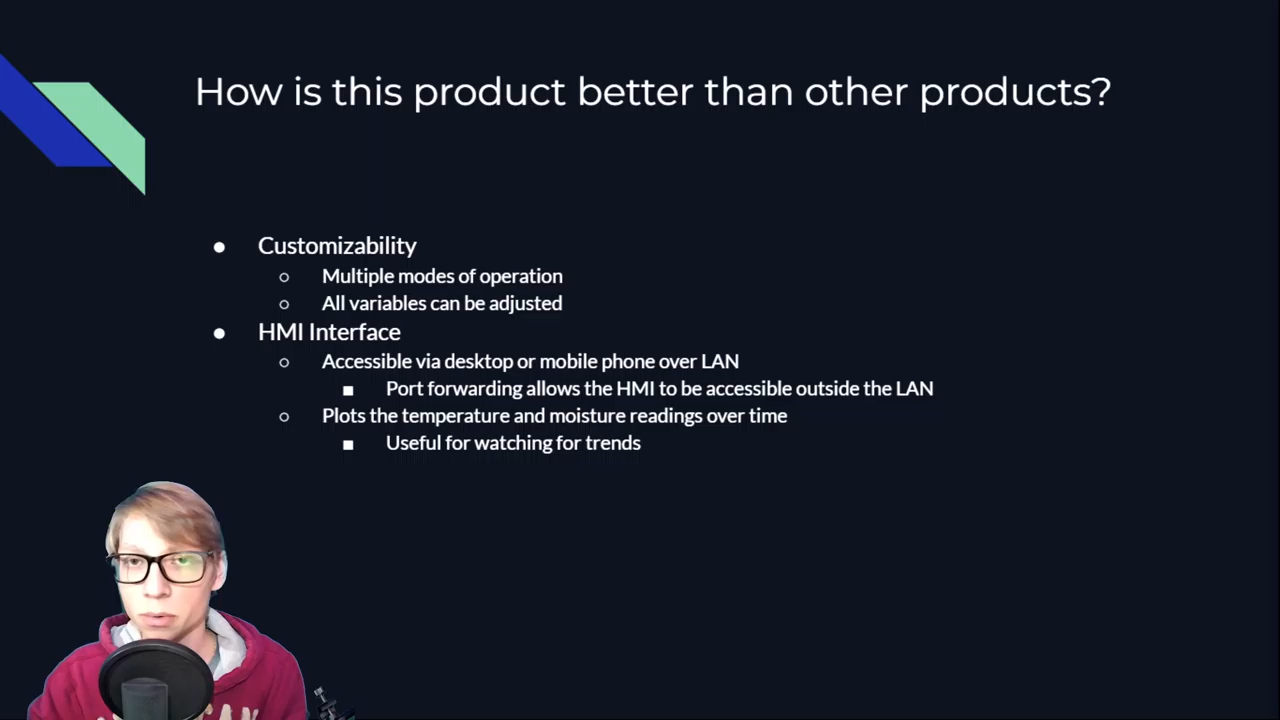 How is this product better than other products?
● Customizability
○ Multiple modes of operation
○ All variables can be adjusted
● HMI Interface
○ Accessible via desktop or mobile phone over LAN
■ Port forwarding allows the HMI to be accessible outside the LAN
○ Plots the temperature and moisture readings over time
■ Useful for watching for trends